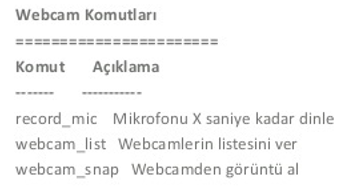 Webcam Komutları
=======================
Komut Açıklama
------- -----------
record_mic Mikrofonu X saniye kadar dinle
webcam_list Webcamlerin listesini ver
webcam_snap Webcamden görüntü al